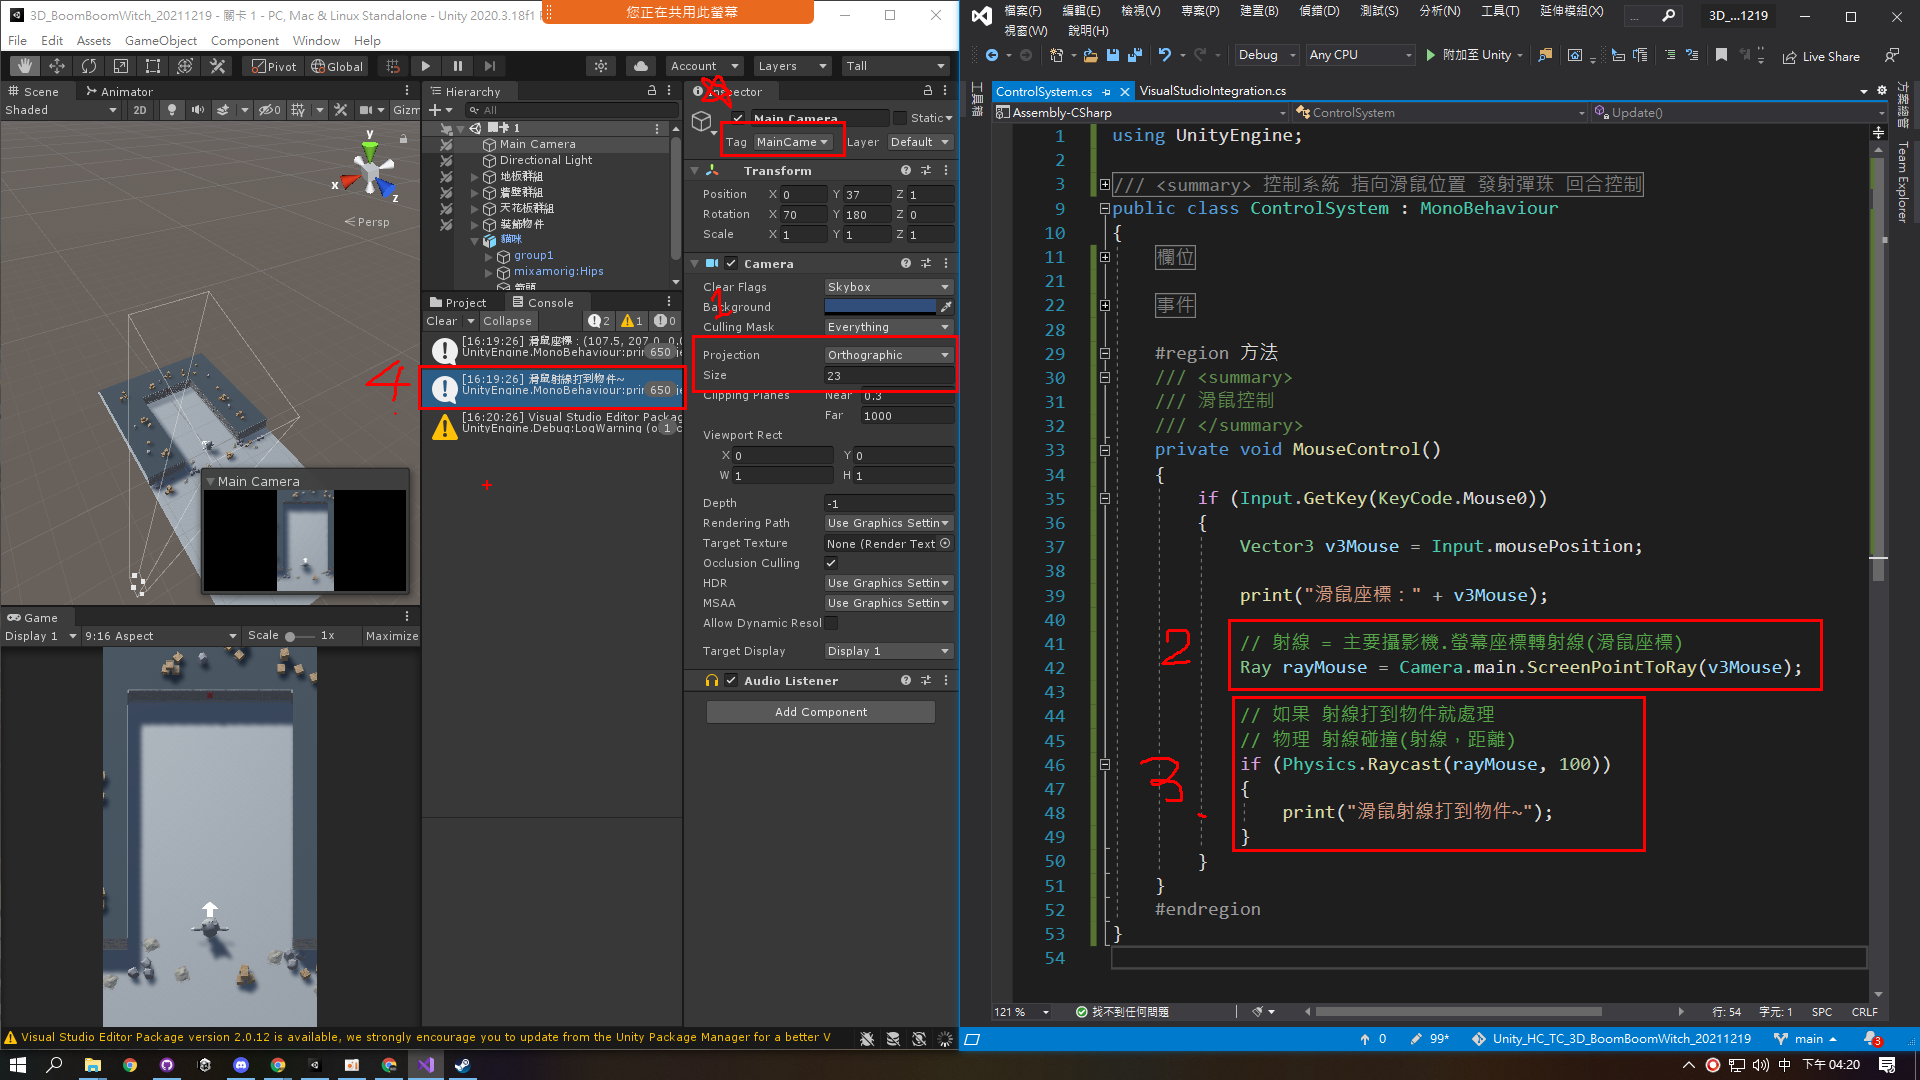 3D_BoomBoomWitch_20211219 - 關卡 1 - PC, Mac & Linux Standalone - Unity 2020.3.18f1
您正在共用此螢幕
File Edit Assets GameObject Component Window Help
Pivot Global Account Layers Tall
Scene Animator
Shaded 2D 0 Gizm
y
x
z
Persp
Main Camera
Hierarchy
All
關卡 1
Main Camera
Directional Light
地板群組
牆壁群組
天花板群組
裝飾物件
貓咪
group1
mixamorig:Hips
箭頭
Project Console
Clear Collapse 2 1 0
[16:19:26] 滑鼠座標：(107.5, 207.0, 0.0
UnityEngine.MonoBehaviour:prin 650
4
[16:19:26] 滑鼠射線打到物件~
UnityEngine.MonoBehaviour:prin 650
[16:20:26] Visual Studio Editor Packag
UnityEngine.Debug:LogWarning (o 1
Inspector
Main Camera Static
Tag MainCame Layer Default
Transform
Position X 0 Y 37 Z 1
Rotation X 70 Y 180 Z 0
Scale X 1 Y 1 Z 1
Camera
Clear Flags Skybox
1
Background
Culling Mask Everything
Projection Orthographic
Size 23
Clipping Planes Near 0.3
Far 1000
Viewport Rect
X 0 Y 0
W 1 H 1
Depth -1
Rendering Path Use Graphics Settin
Target Texture None (Render Text
Occlusion Culling
HDR Use Graphics Settin
MSAA Use Graphics Settin
Allow Dynamic Resol
Target Display Display 1
Audio Listener
Add Component
Game
Display 1 9:16 Aspect Scale 1x Maximize
Visual Studio Editor Package version 2.0.12 is available, we strongly encourage you to update from the Unity Package Manager for a better V
檔案(F) 編輯(E) 檢視(V) 專案(P) 建置(B) 偵錯(D) 測試(S) 分析(N) 工具(T) 延伸模組(X) ... 3D_...1219
視窗(W) 說明(H)
Debug Any CPU 附加至 Unity Live Share
工具箱
方案總管
Team Explorer
ControlSystem.cs VisualStudioIntegration.cs
Assembly-CSharp ControlSystem Update()
1 using UnityEngine;
2
3 /// <summary> 控制系統 指向滑鼠位置 發射彈珠 回合控制
9 public class ControlSystem : MonoBehaviour
10 {
11 欄位
21
22 事件
28
29 #region 方法
30 /// <summary>
31 /// 滑鼠控制
32 /// </summary>
33 private void MouseControl()
34 {
35 if (Input.GetKey(KeyCode.Mouse0))
36 {
37 Vector3 v3Mouse = Input.mousePosition;
38
39 print("滑鼠座標：" + v3Mouse);
40
2
41 // 射線 = 主要攝影機.螢幕座標轉射線(滑鼠座標)
42 Ray rayMouse = Camera.main.ScreenPointToRay(v3Mouse);
43
44 // 如果 射線打到物件就處理
45 // 物理 射線碰撞(射線，距離)
3
46 if (Physics.Raycast(rayMouse, 100))
47 {
48 print("滑鼠射線打到物件~");
49 }
50 }
51 }
52 #endregion
53 }
54
121 % 找不到任何問題 行: 54 字元: 1 SPC CRLF
0 99* Unity_HC_TC_3D_BoomBoomWitch_20211219 main 3
中 下午 04:20